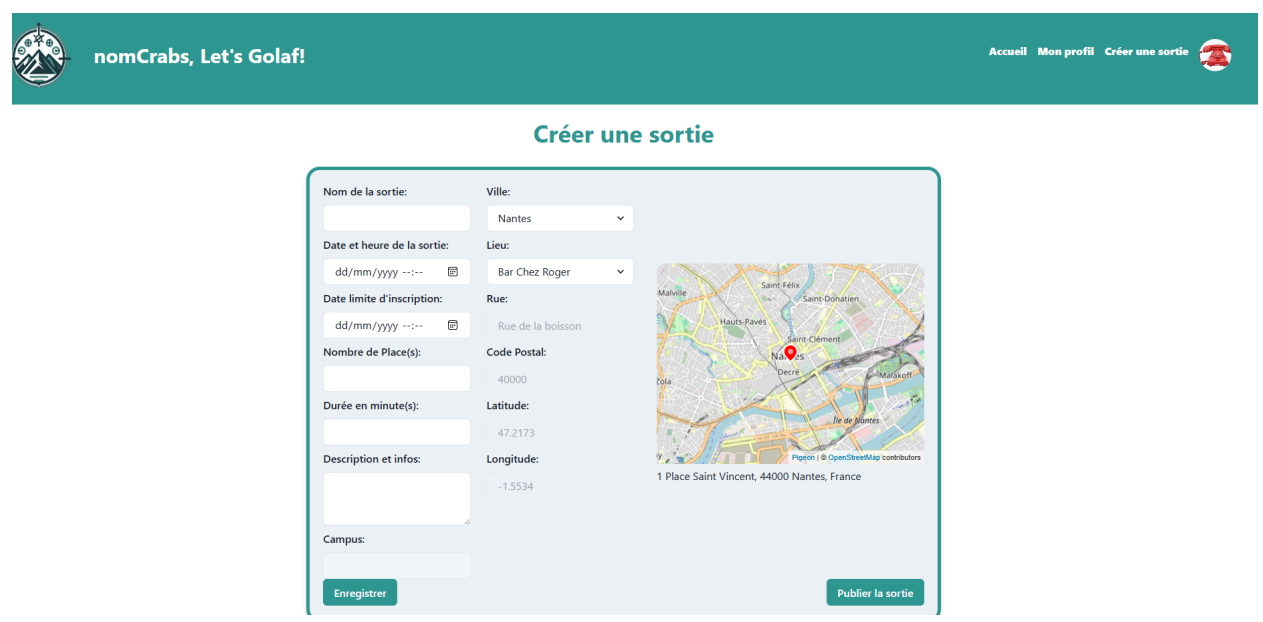 nomCrabs, Let's Golaf!
Accueil Mon profil Créer une sortie
Créer une sortie
Nom de la sortie:
Date et heure de la sortie:
dd/mm/yyyy --:--
Date limite d'inscription:
dd/mm/yyyy --:--
Nombre de Place(s):
Durée en minute(s):
Description et infos:
Campus:
Enregistrer
Ville:
Nantes
Lieu:
Bar Chez Roger
Rue:
Rue de la boisson
Code Postal:
40000
Latitude:
47.2173
Longitude:
-1.5534
Saint-Félix
Malville
Saint-Donatien
Hauts-Pavés
Saint-Clément
Nantes
Decré
Zola
Malakoff
Île de Nantes
Pigeon | © OpenStreetMap contributors
1 Place Saint Vincent, 44000 Nantes, France
Publier la sortie